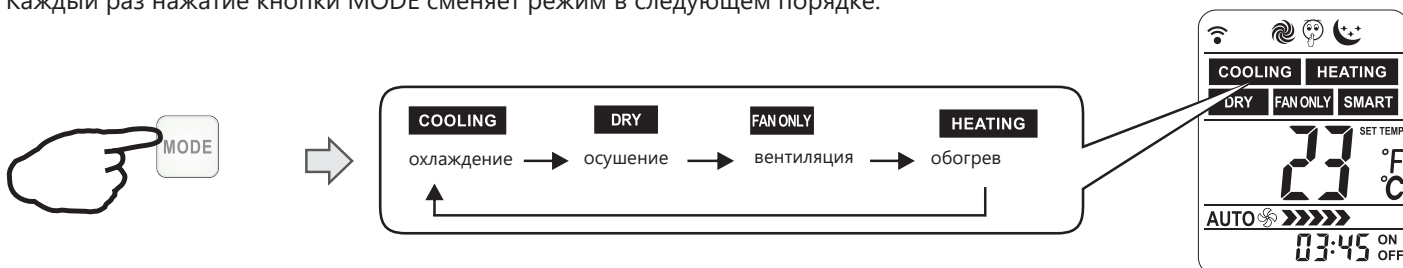 Каждый раз нажатие кнопки MODE сменяет режим в следующем порядке.
MODE
COOLING DRY FAN ONLY HEATING
охлаждение осушение вентиляция обогрев
COOLING HEATING
DRY FAN ONLY SMART
23 SET TEMP
°F
°C
AUTO
03:45 ON
OFF